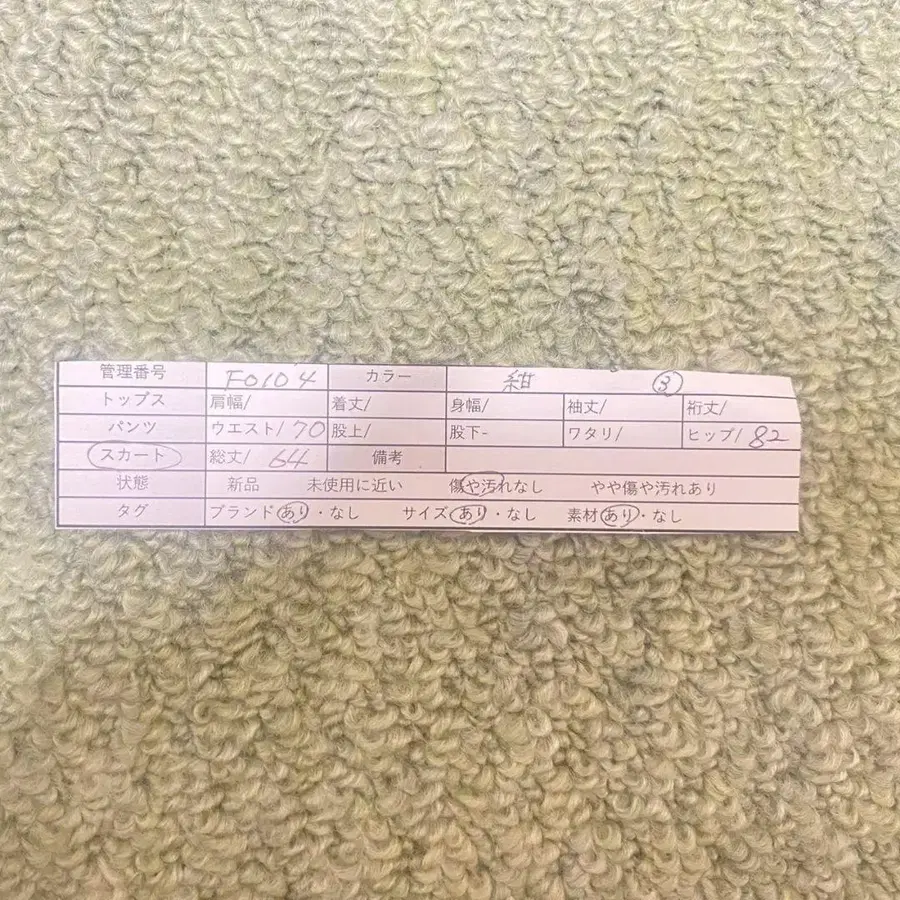 管理番号 F0104 カラー 紺 ③
トップス 肩幅/ 着丈/ 身幅/ 袖丈/ 裄丈/
パンツ ウエスト/ 70 股上/ 股下- ワタリ/ ヒップ/ 82
スカート 総丈/ 64 備考
状態 新品 未使用に近い 傷や汚れなし やや傷や汚れあり
タグ ブランドあり・なし サイズあり・なし 素材あり・なし